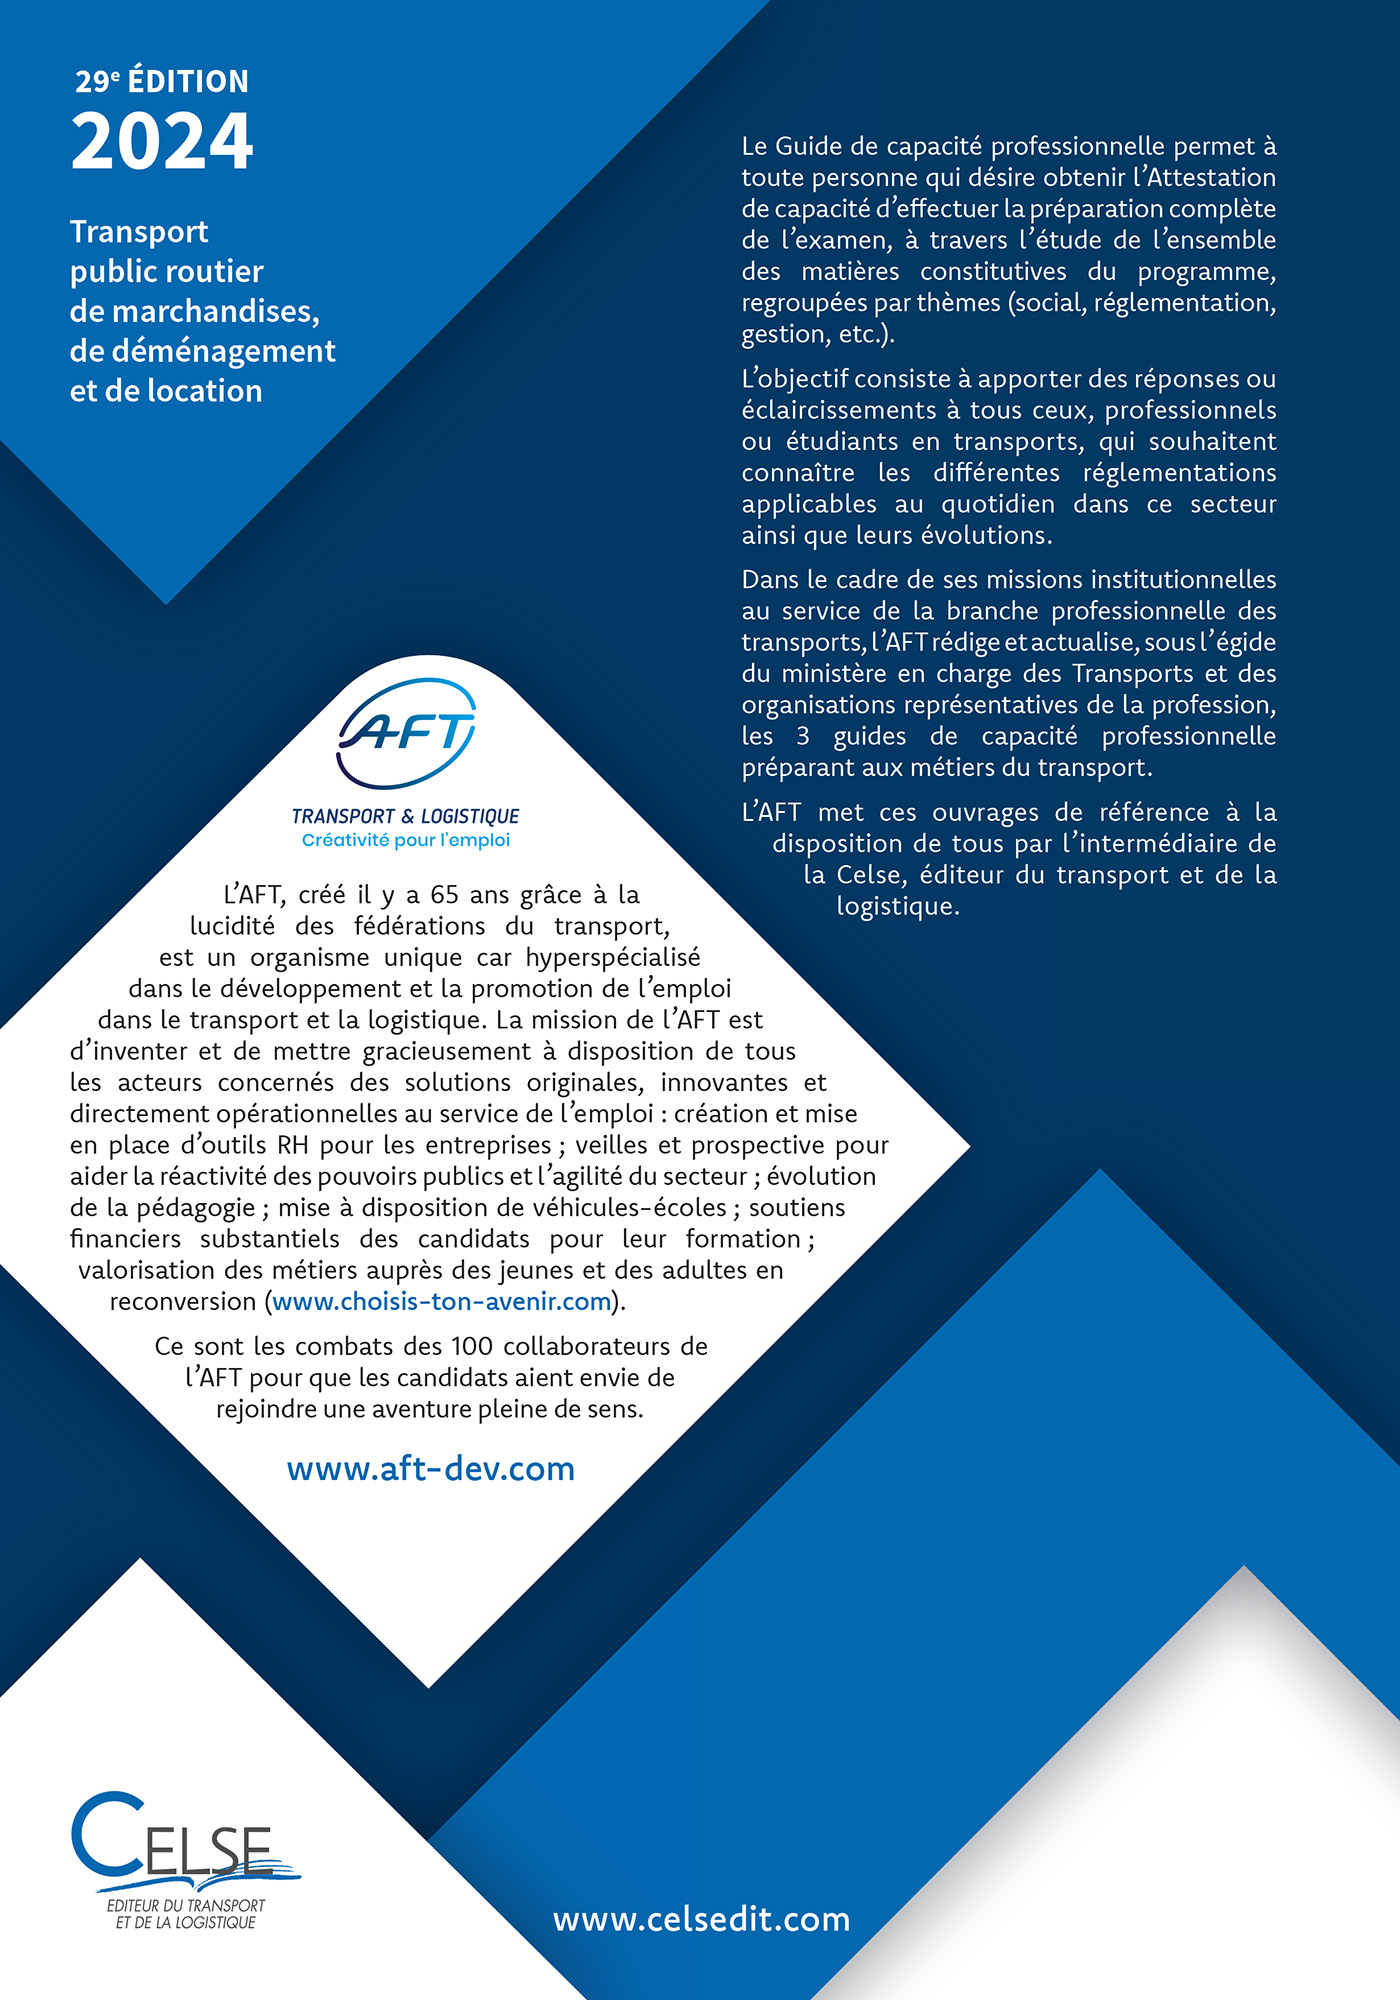 29e ÉDITION
2024
Transport
public routier
de marchandises,
de déménagement
et de location
Le Guide de capacité professionnelle permet à
toute personne qui désire obtenir l’Attestation
de capacité d’effectuer la préparation complète
de l’examen, à travers l’étude de l’ensemble
des matières constitutives du programme,
regroupées par thèmes (social, réglementation,
gestion, etc.).
L’objectif consiste à apporter des réponses ou
éclaircissements à tous ceux, professionnels
ou étudiants en transports, qui souhaitent
connaître les différentes réglementations
applicables au quotidien dans ce secteur
ainsi que leurs évolutions.
Dans le cadre de ses missions institutionnelles
au service de la branche professionnelle des
transports, l’AFT rédige et actualise, sous l’égide
du ministère en charge des Transports et des
organisations représentatives de la profession,
les 3 guides de capacité professionnelle
préparant aux métiers du transport.
L’AFT met ces ouvrages de référence à la
disposition de tous par l’intermédiaire de
la Celse, éditeur du transport et de la
logistique.
AFT
TRANSPORT & LOGISTIQUE
Créativité pour l’emploi
L’AFT, créé il y a 65 ans grâce à la
lucidité des fédérations du transport,
est un organisme unique car hyperspécialisé
dans le développement et la promotion de l’emploi
dans le transport et la logistique. La mission de l’AFT est
d’inventer et de mettre gracieusement à disposition de tous
les acteurs concernés des solutions originales, innovantes et
directement opérationnelles au service de l’emploi : création et mise
en place d’outils RH pour les entreprises ; veilles et prospective pour
aider la réactivité des pouvoirs publics et l’agilité du secteur ; évolution
de la pédagogie ; mise à disposition de véhicules-écoles ; soutiens
financiers substantiels des candidats pour leur formation ;
valorisation des métiers auprès des jeunes et des adultes en
reconversion (www.choisis-ton-avenir.com).
Ce sont les combats des 100 collaborateurs de
l’AFT pour que les candidats aient envie de
rejoindre une aventure pleine de sens.
www.aft-dev.com
CELSE
EDITEUR DU TRANSPORT
ET DE LA LOGISTIQUE
www.celsedit.com